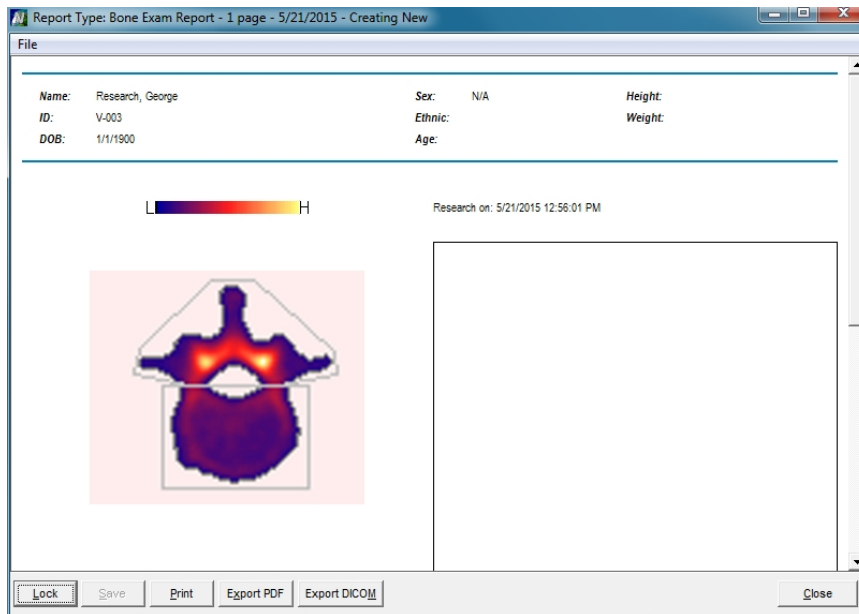 Report Type: Bone Exam Report - 1 page - 5/21/2015 - Creating New
File
Name: Research, George Sex: N/A Height:
ID: V-003 Ethnic: Weight:
DOB: 1/1/1900 Age:
L H Research on: 5/21/2015 12:56:01 PM
Lock Save Print Export PDF Export DICOM Close